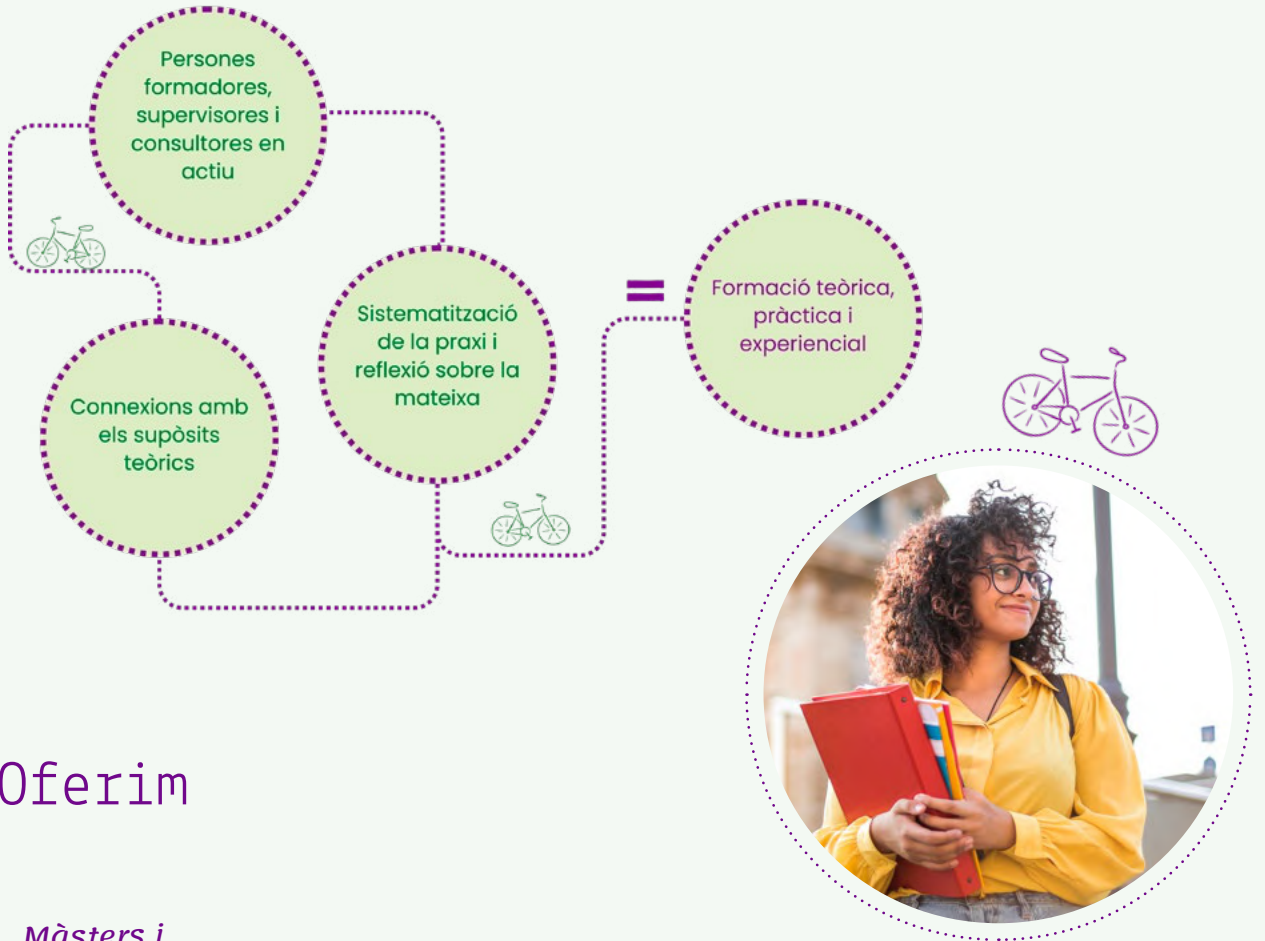 Persones
formadores,
supervisores i
consultores en
actiu
Connexions amb
els supòsits
teòrics
Sistematització
de la praxi i
reflexió sobre la
mateixa
=
Formació teòrica,
pràctica i
experiencial
Oferim
Màsters i